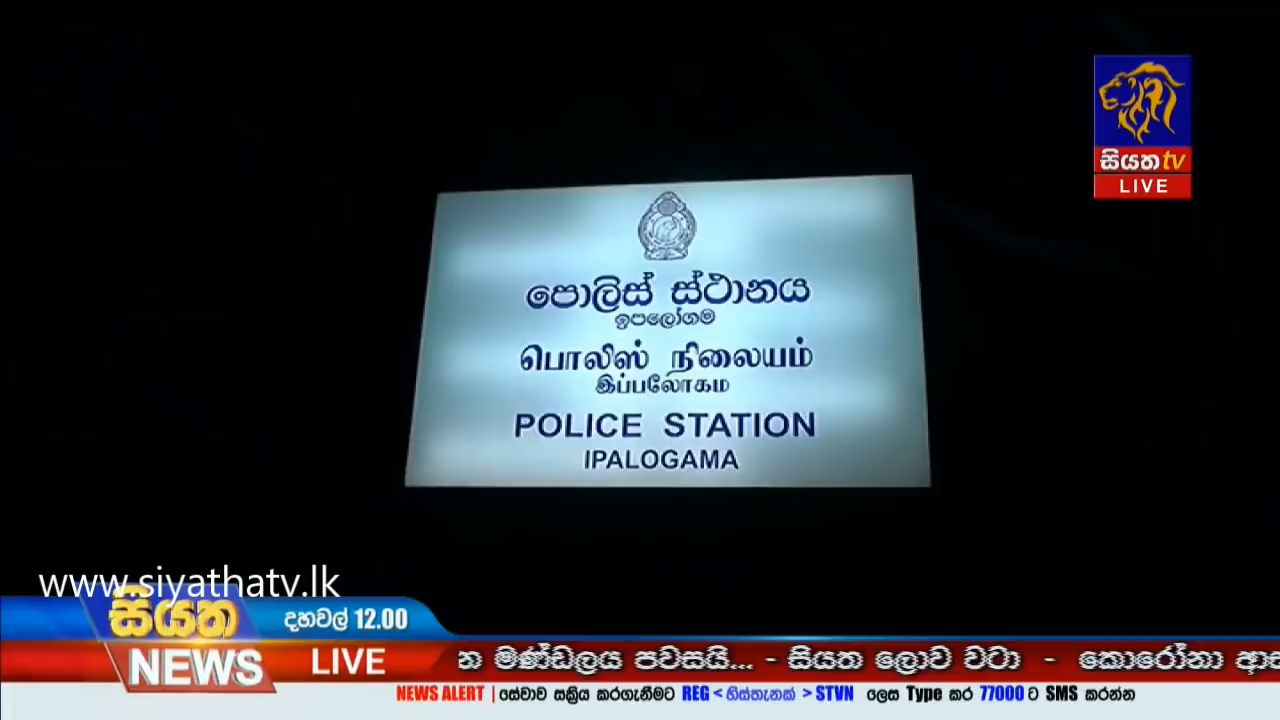 සියත tv
LIVE
පොලිස් ස්ථානය
ඉපලෝගම
பொலிஸ் நிலையம்
இப்பலோகம
POLICE STATION
IPALOGAMA
www.siyathatv.lk
සියත
දහවල් 12.00
NEWS
LIVE
න මණ්ඩලය පවසයි... - සියත ලොව වටා - කොරෝනා ආස
NEWS ALERT | සේවාව සක්‍රිය කරගැනීමට REG < හිස්තැනක් > STVN ලෙස Type කර 77000 ට SMS කරන්න